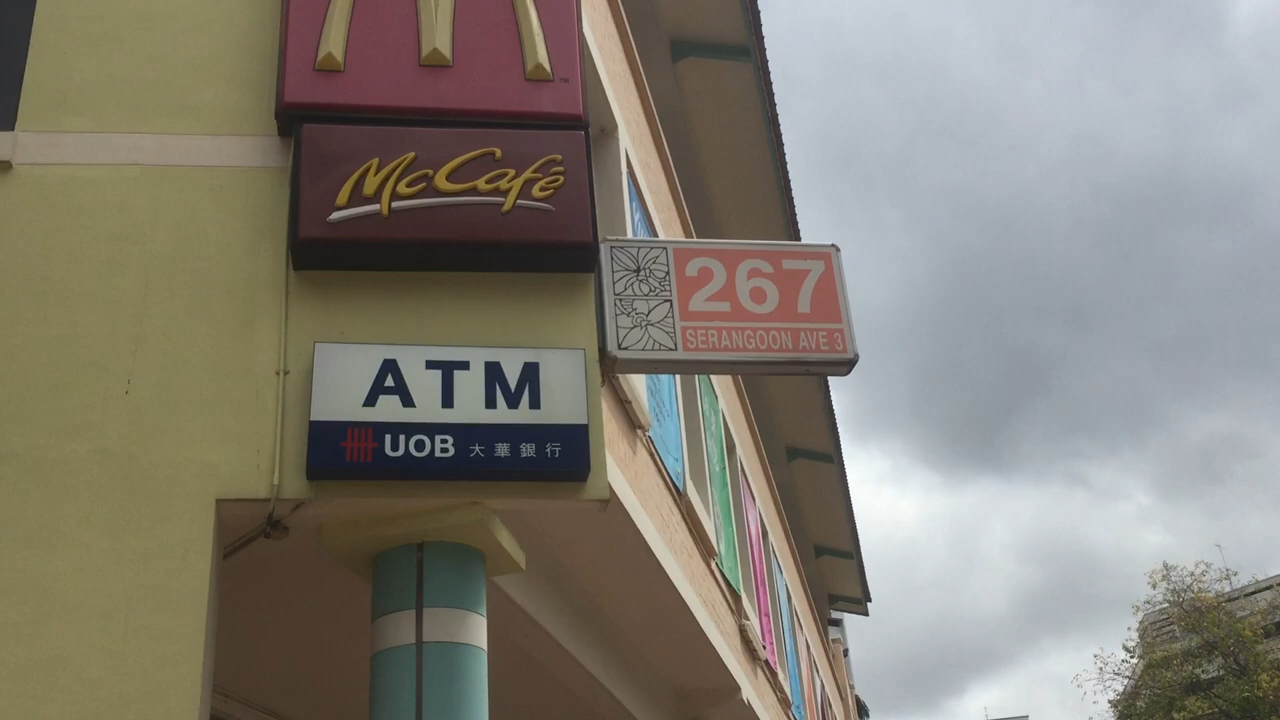 McCafé
267
SERANGOON AVE 3
ATM
UOB 大華銀行